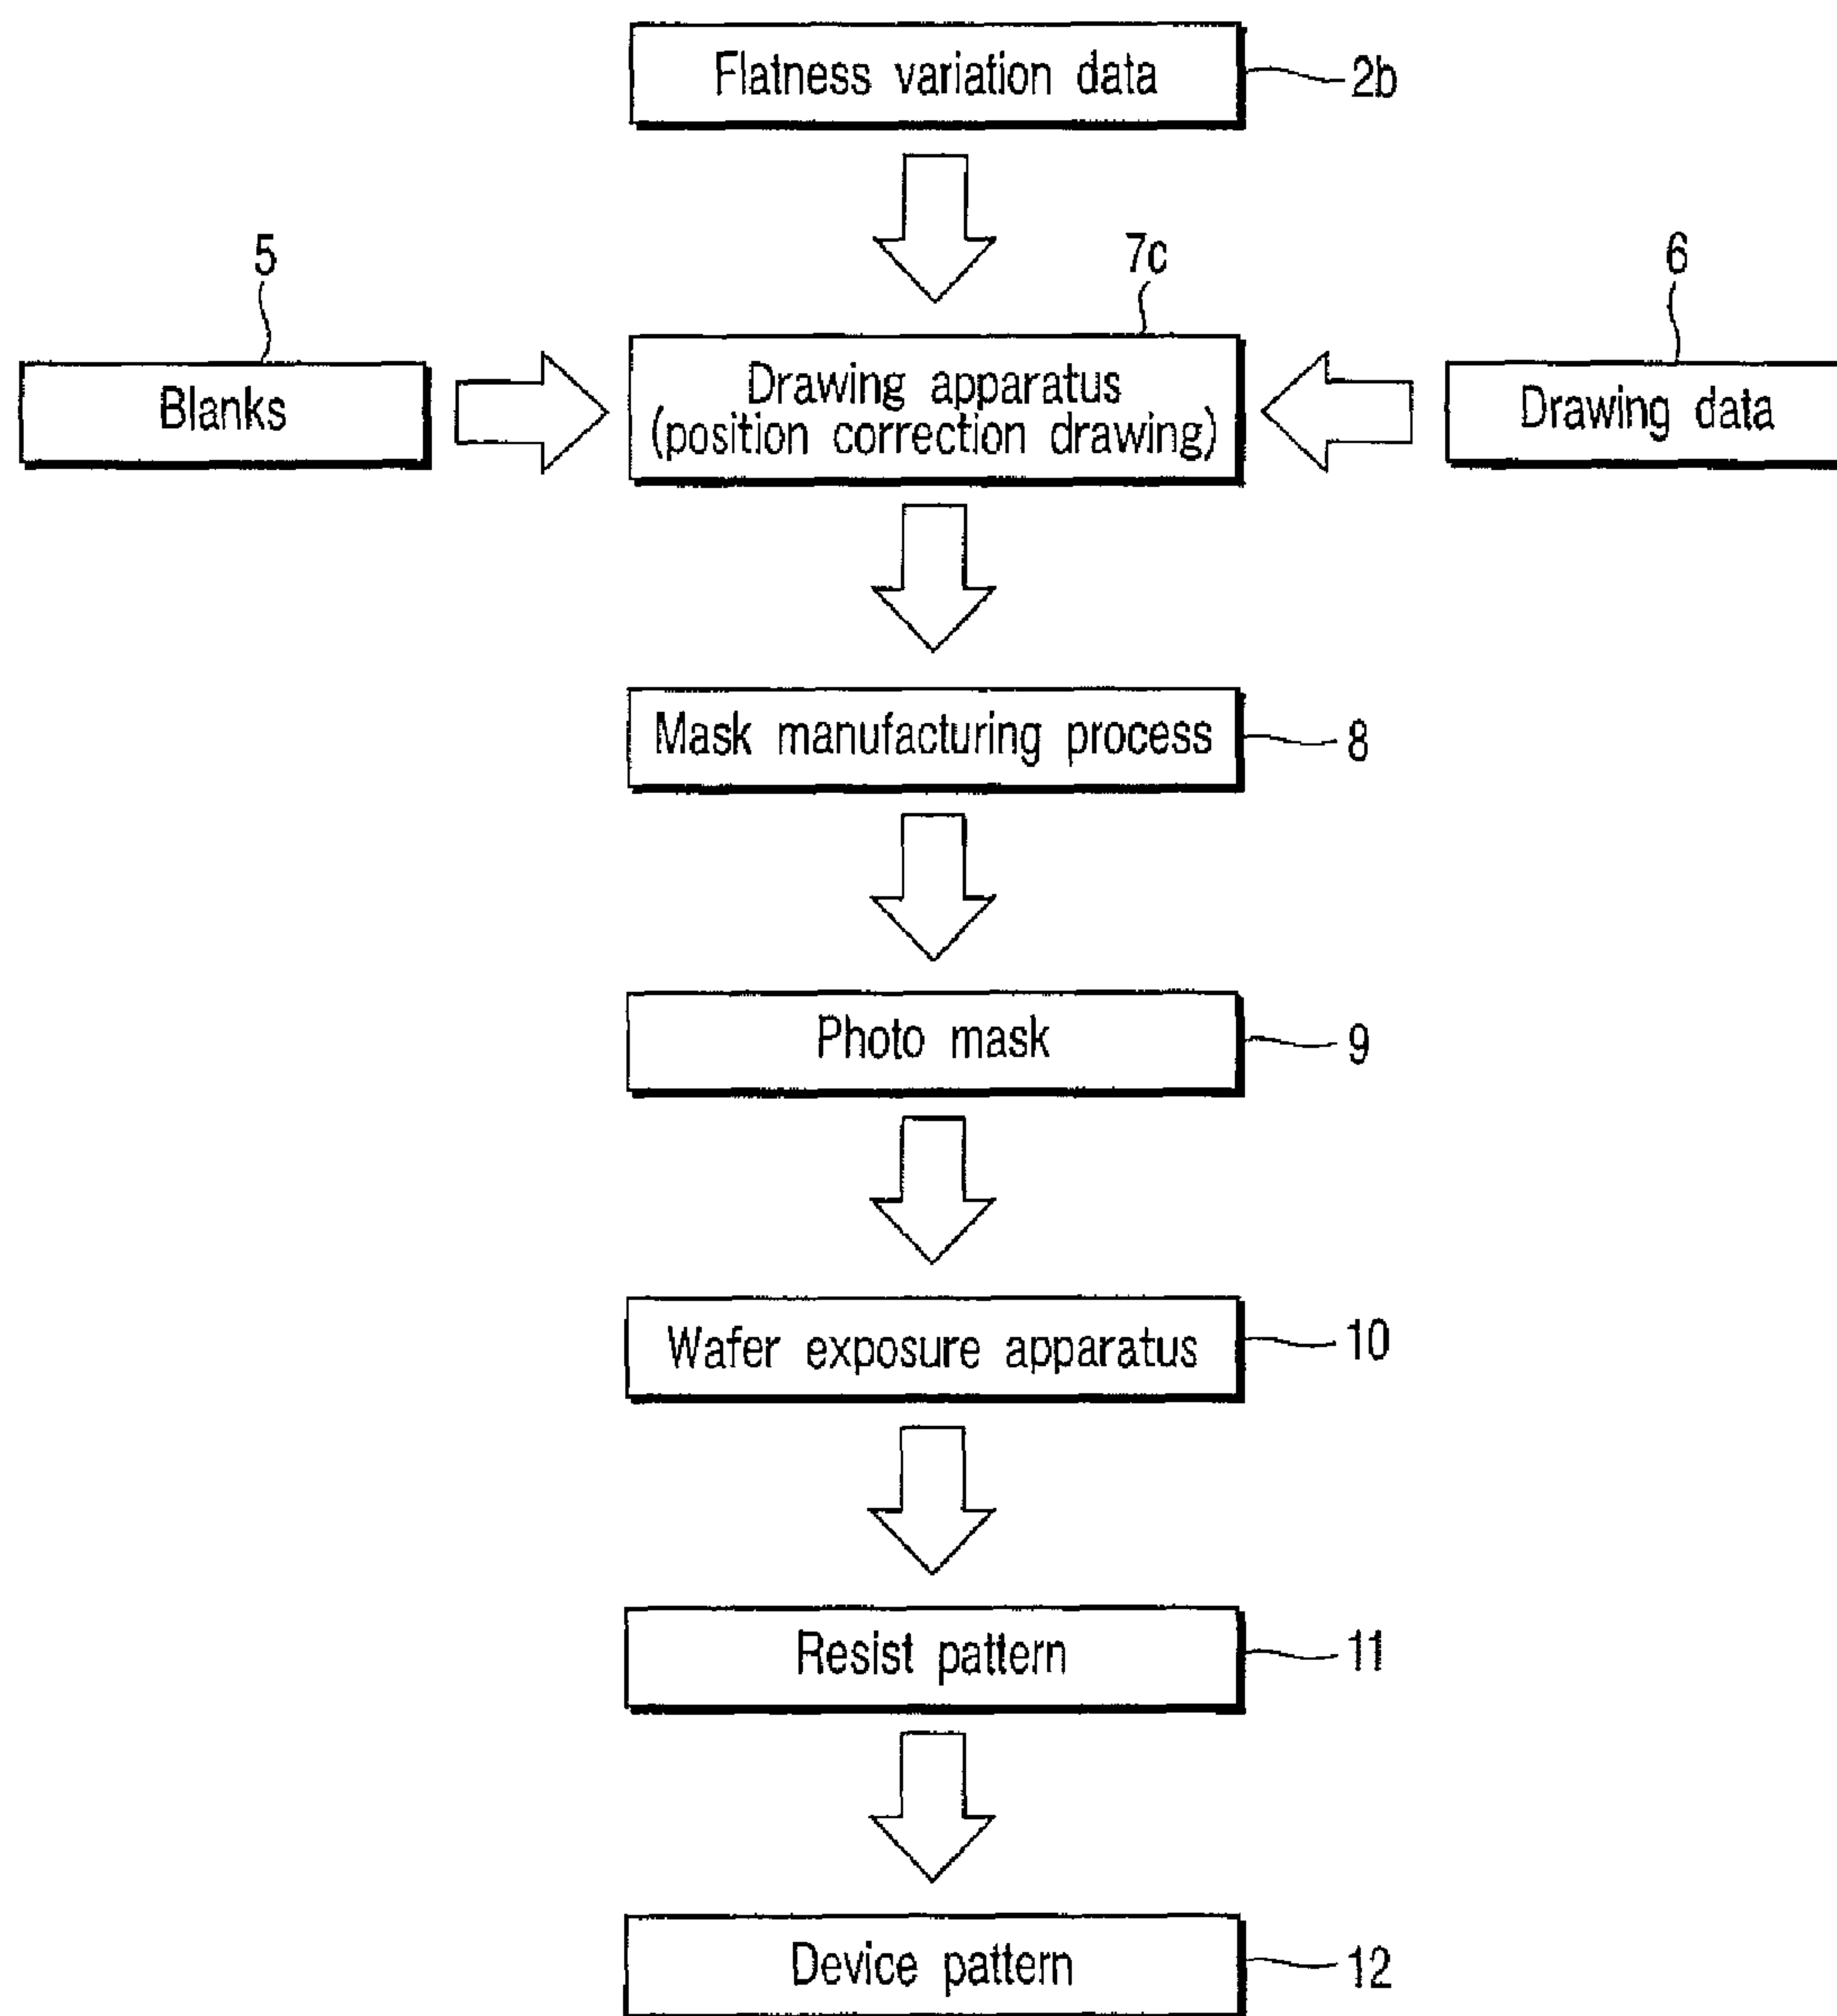 Flatness variation data
2b
5
7c
6
Blanks
Drawing apparatus
(position correction drawing)
Drawing data
Mask manufacturing process
8
Photo mask
9
Wafer exposure apparatus
10
Resist pattern
11
Device pattern
12